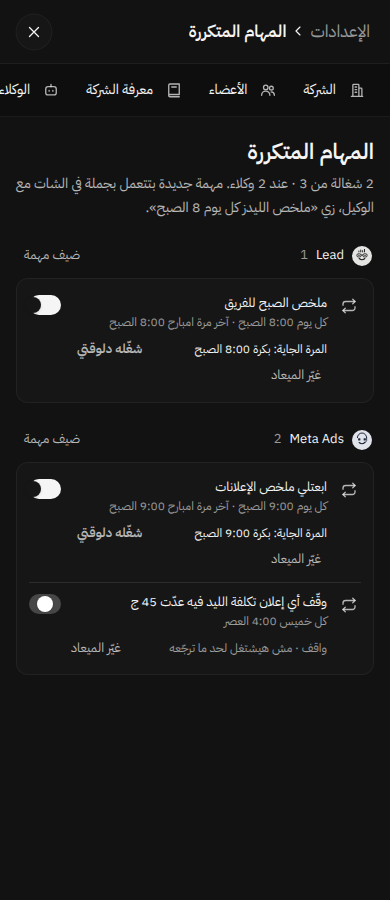 الإعدادات › المهام المتكررة
الشركة الأعضاء معرفة الشركة الوكلاء
المهام المتكررة
2 شغالة من 3 · عند 2 وكلاء. مهمة جديدة بتتعمل بجملة في الشات مع
الوكيل، زي «ملخص الليدز كل يوم 8 الصبح».
Lead 1 ضيف مهمة
ملخص الصبح للفريق
كل يوم 8:00 الصبح · آخر مرة امبارح 8:00 الصبح
المرة الجاية: بكرة 8:00 الصبح شغّله دلوقتي
غيّر الميعاد
Meta Ads 2 ضيف مهمة
ابعتلي ملخص الإعلانات
كل يوم 9:00 الصبح · آخر مرة امبارح 9:00 الصبح
المرة الجاية: بكرة 9:00 الصبح شغّله دلوقتي
غيّر الميعاد
وقّف أي إعلان تكلفة الليد فيه عدّت 45 ج
كل خميس 4:00 العصر
واقف · مش هيشتغل لحد ما ترجّعه غيّر الميعاد